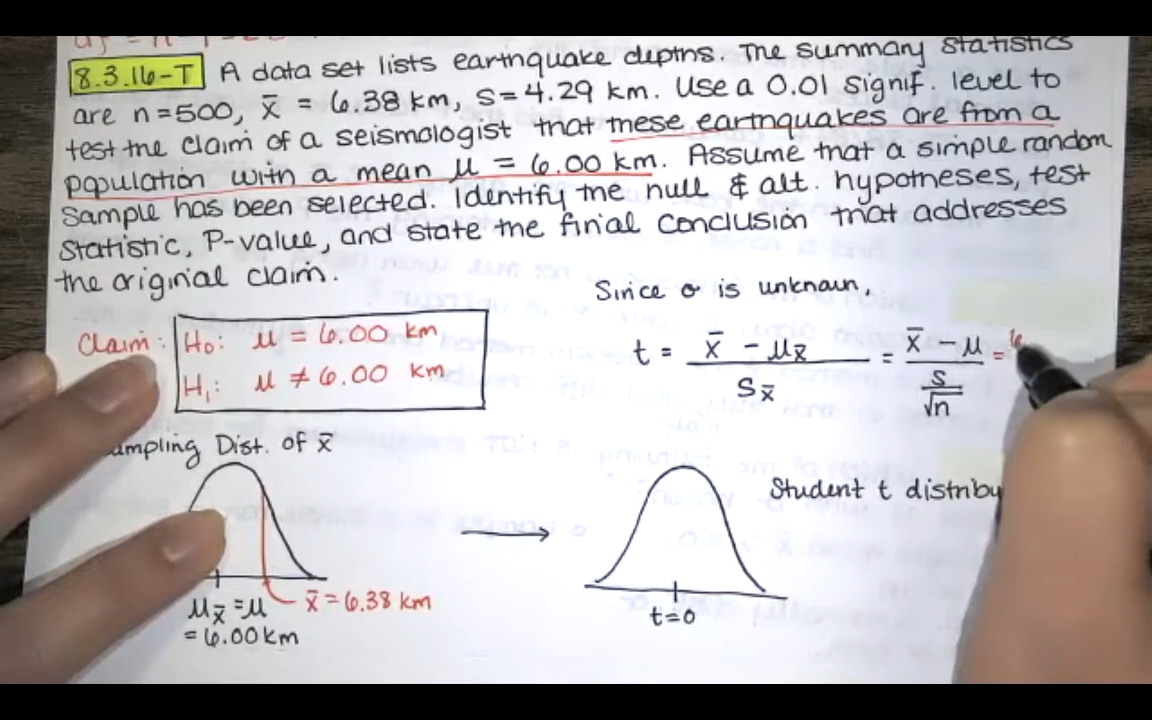 8.3.16-T A data set lists earthquake depths. The summary statistics
are n=500, x̄ = 6.38 km, s=4.29 km. Use a 0.01 signif. level to
test the claim of a seismologist that these earthquakes are from a
population with a mean μ = 6.00 km. Assume that a simple random
sample has been selected. Identify the null & alt. hypotheses, test
statistic, P-value, and state the final conclusion that addresses
the original claim.
Since σ is unknown,
Claim: H₀: μ = 6.00 km
H₁: μ ≠ 6.00 km
t = x̄ - μx̄ / sx̄ = x̄ - μ / s/√n =
ampling Dist. of x̄
Student t distribu
μx̄ = μ
= 6.00 km
x̄ = 6.38 km
t=0